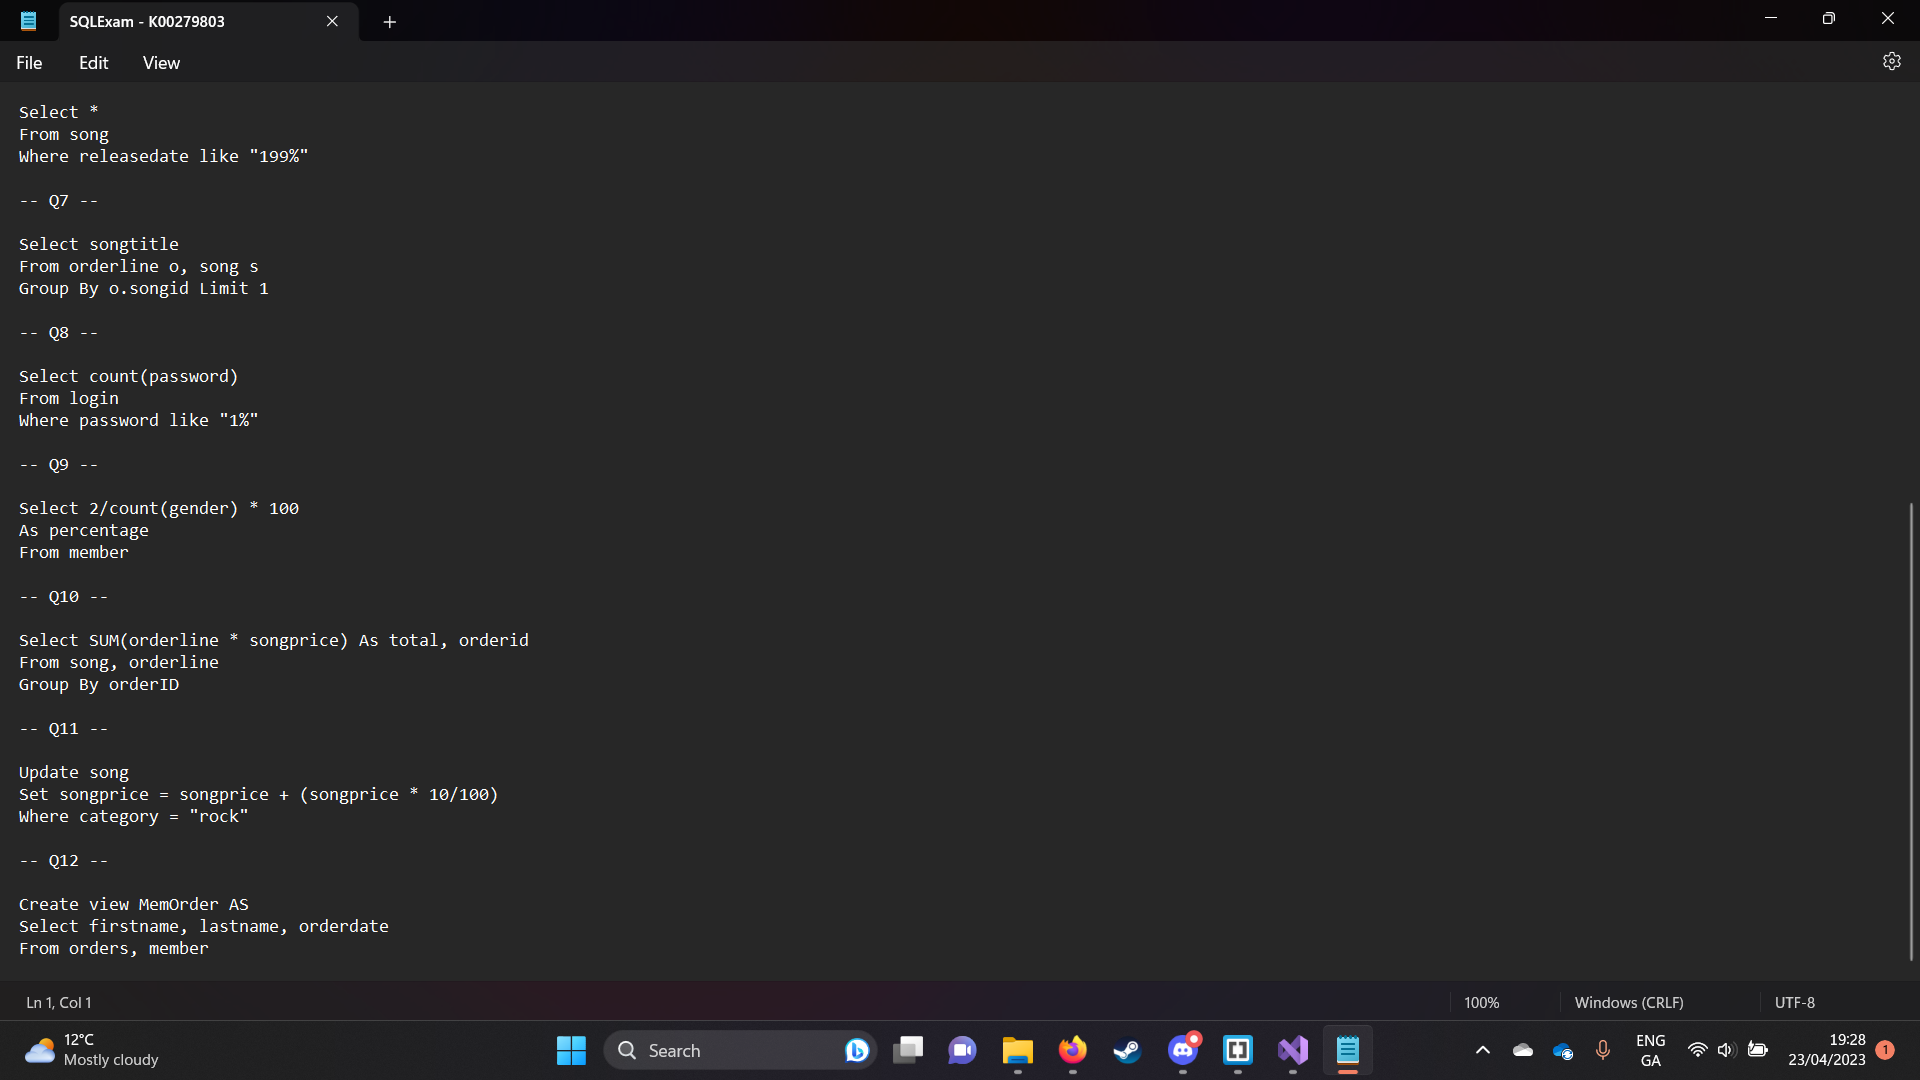 SQLExam - K00279803
File Edit View
Select *
From song
Where releasedate like "199%"
-- Q7 --
Select songtitle
From orderline o, song s
Group By o.songid Limit 1
-- Q8 --
Select count(password)
From login
Where password like "1%"
-- Q9 --
Select 2/count(gender) * 100
As percentage
From member
-- Q10 --
Select SUM(orderline * songprice) As total, orderid
From song, orderline
Group By orderID
-- Q11 --
Update song
Set songprice = songprice + (songprice * 10/100)
Where category = "rock"
-- Q12 --
Create view MemOrder AS
Select firstname, lastname, orderdate
From orders, member
Ln 1, Col 1 100% Windows (CRLF) UTF-8
12°C
Mostly cloudy
Search
ENG
GA
19:28
23/04/2023
1